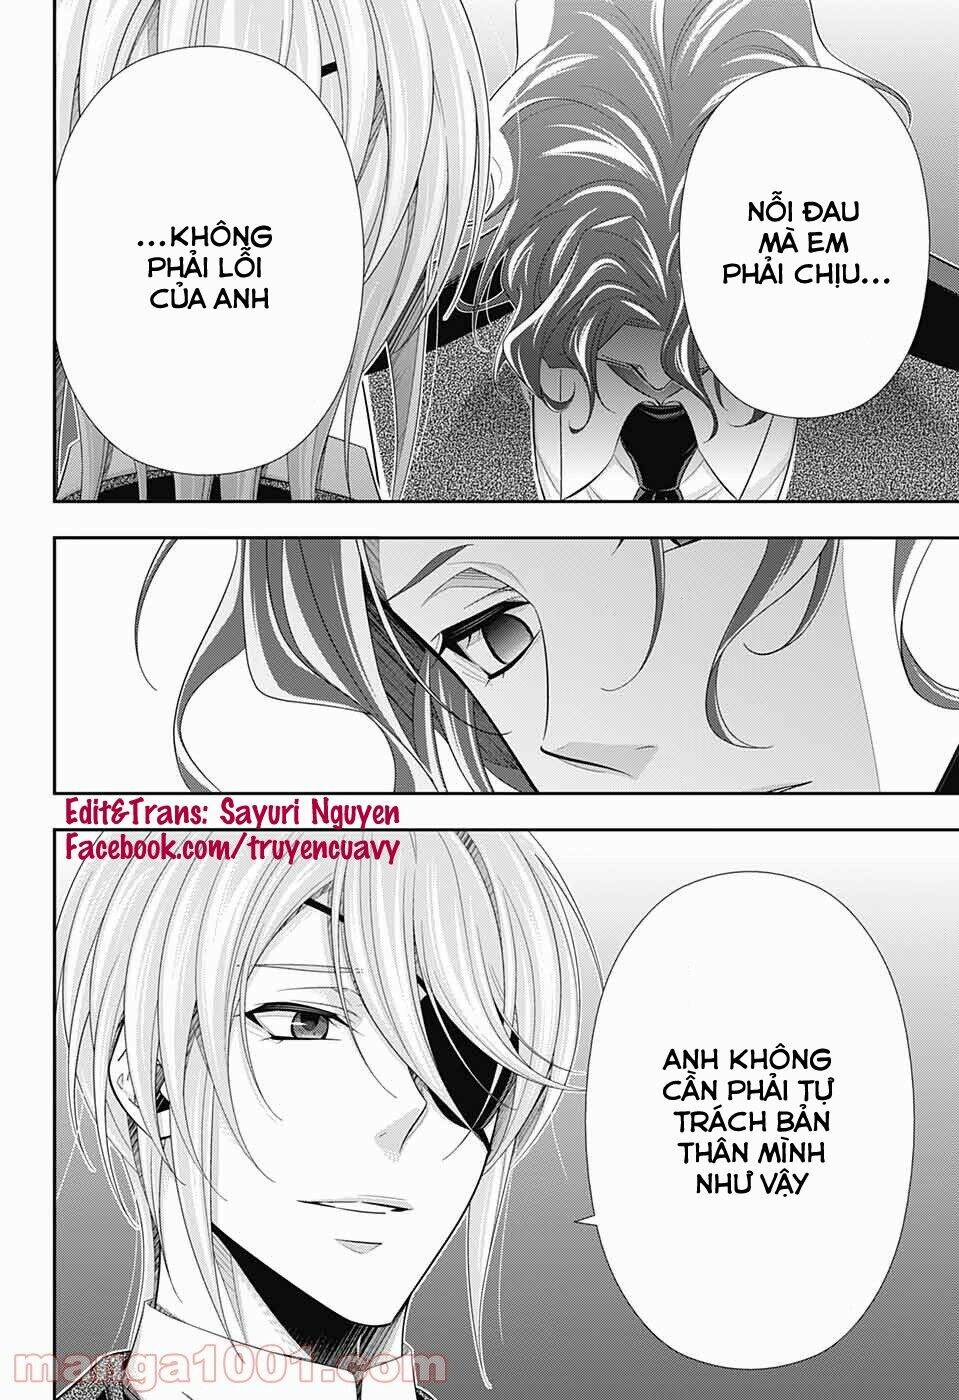 NỖI ĐAU
MÀ EM
PHẢI CHỊU...
...KHÔNG
PHẢI LỖI
CỦA ANH
Edit&Trans: Sayuri Nguyen
Facebook.com/truyencuavy
ANH KHÔNG
CẦN PHẢI TỰ
TRÁCH BẢN
THÂN MÌNH
NHƯ VẬY
manga1001.com